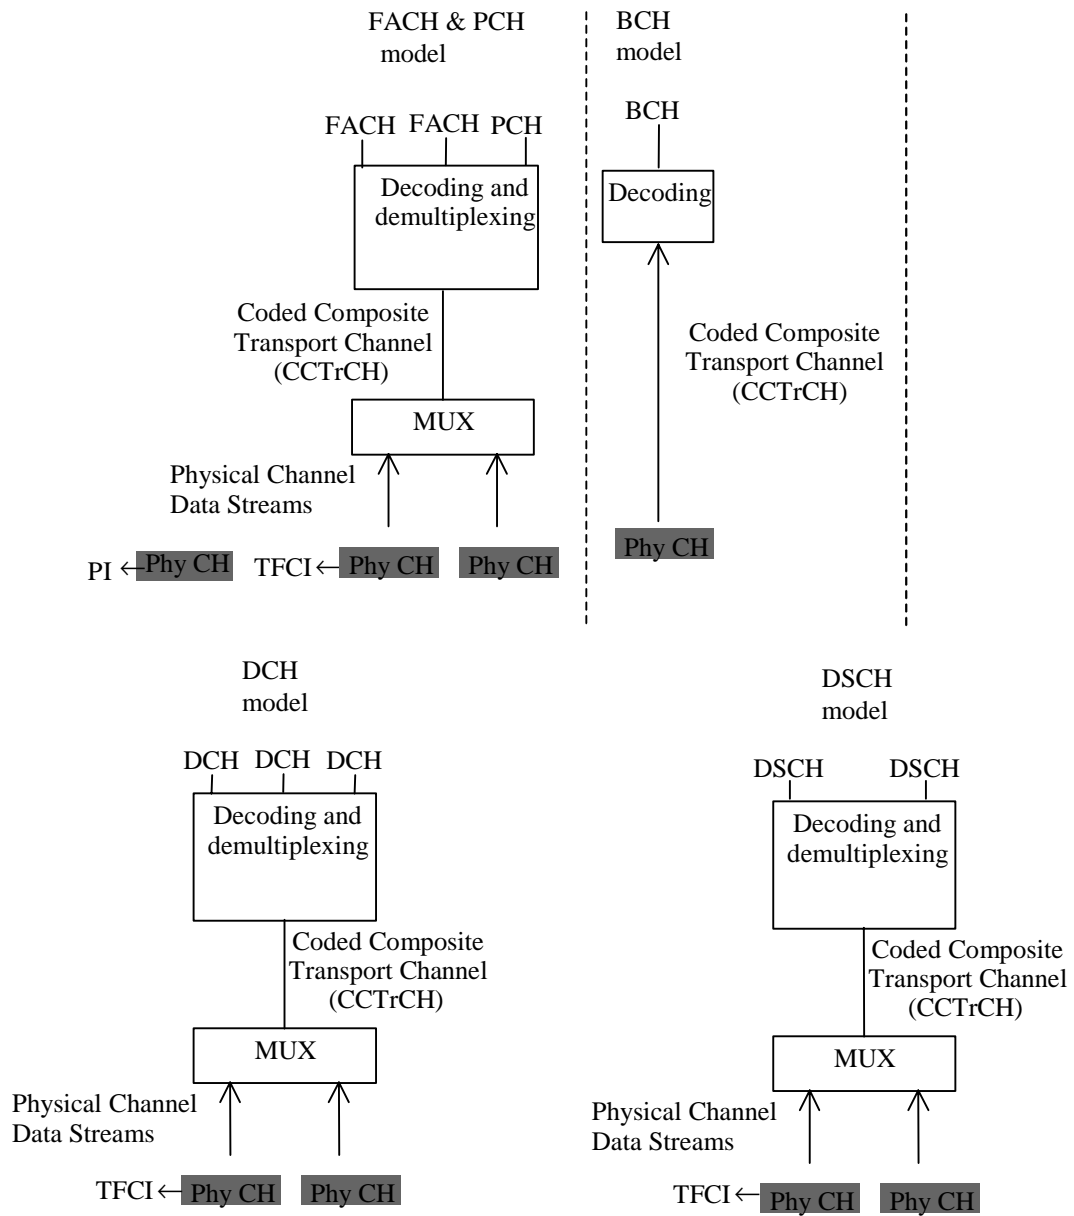 FACH & PCH
model
BCH
model
FACH FACH PCH
Decoding and
demultiplexing
Coded Composite
Transport Channel
(CCTrCH)
MUX
Physical Channel
Data Streams
PI
Phy CH
TFCI
Phy CH
Phy CH
BCH
Decoding
Coded Composite
Transport Channel
(CCTrCH)
Phy CH
DCH
model
DCH DCH DCH
Decoding and
demultiplexing
Coded Composite
Transport Channel
(CCTrCH)
MUX
Physical Channel
Data Streams
TFCI
Phy CH
Phy CH
DSCH
model
DSCH DSCH
Decoding and
demultiplexing
Coded Composite
Transport Channel
(CCTrCH)
MUX
Physical Channel
Data Streams
TFCI
Phy CH
Phy CH